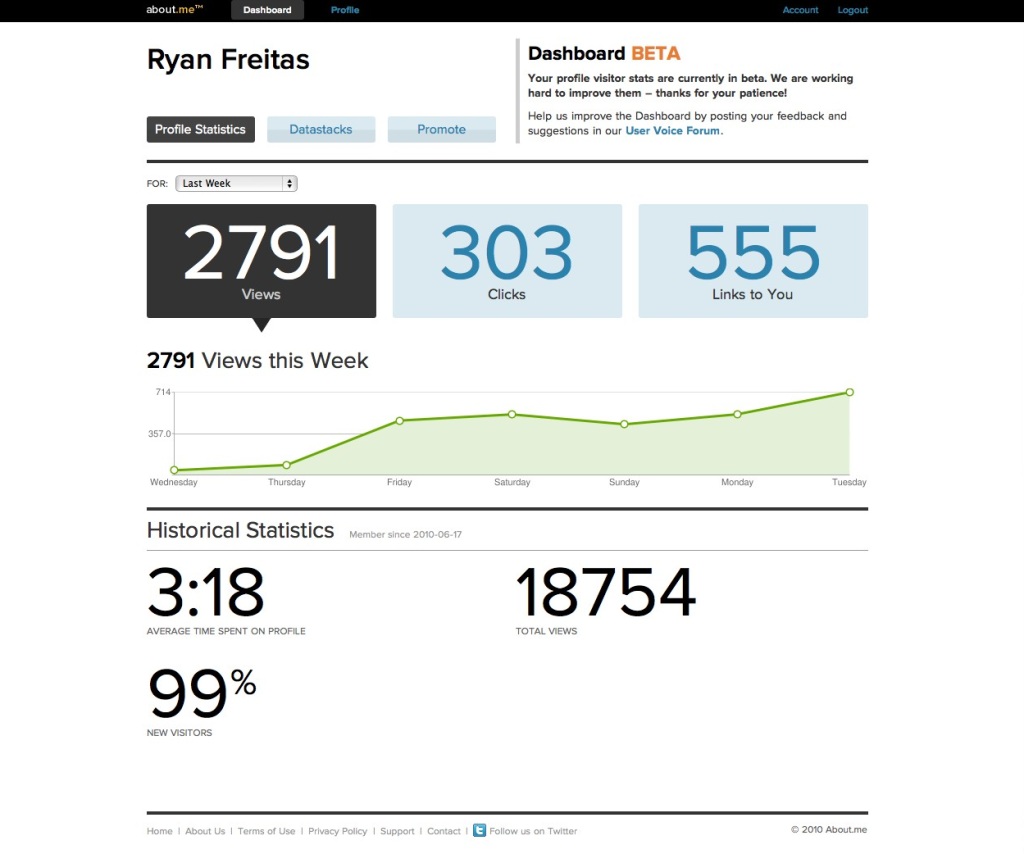 about.me™ Dashboard Profile Account Logout
Ryan Freitas
Dashboard BETA
Your profile visitor stats are currently in beta. We are working
hard to improve them – thanks for your patience!
Help us improve the Dashboard by posting your feedback and
suggestions in our User Voice Forum.
Profile Statistics Datastacks Promote
FOR: Last Week
2791
Views
303
Clicks
555
Links to You
2791 Views this Week
714
357.0
Wednesday Thursday Friday Saturday Sunday Monday Tuesday
Historical Statistics Member since 2010-06-17
3:18
AVERAGE TIME SPENT ON PROFILE
18754
TOTAL VIEWS
99%
NEW VISITORS
Home | About Us | Terms of Use | Privacy Policy | Support | Contact | t Follow us on Twitter
© 2010 About.me